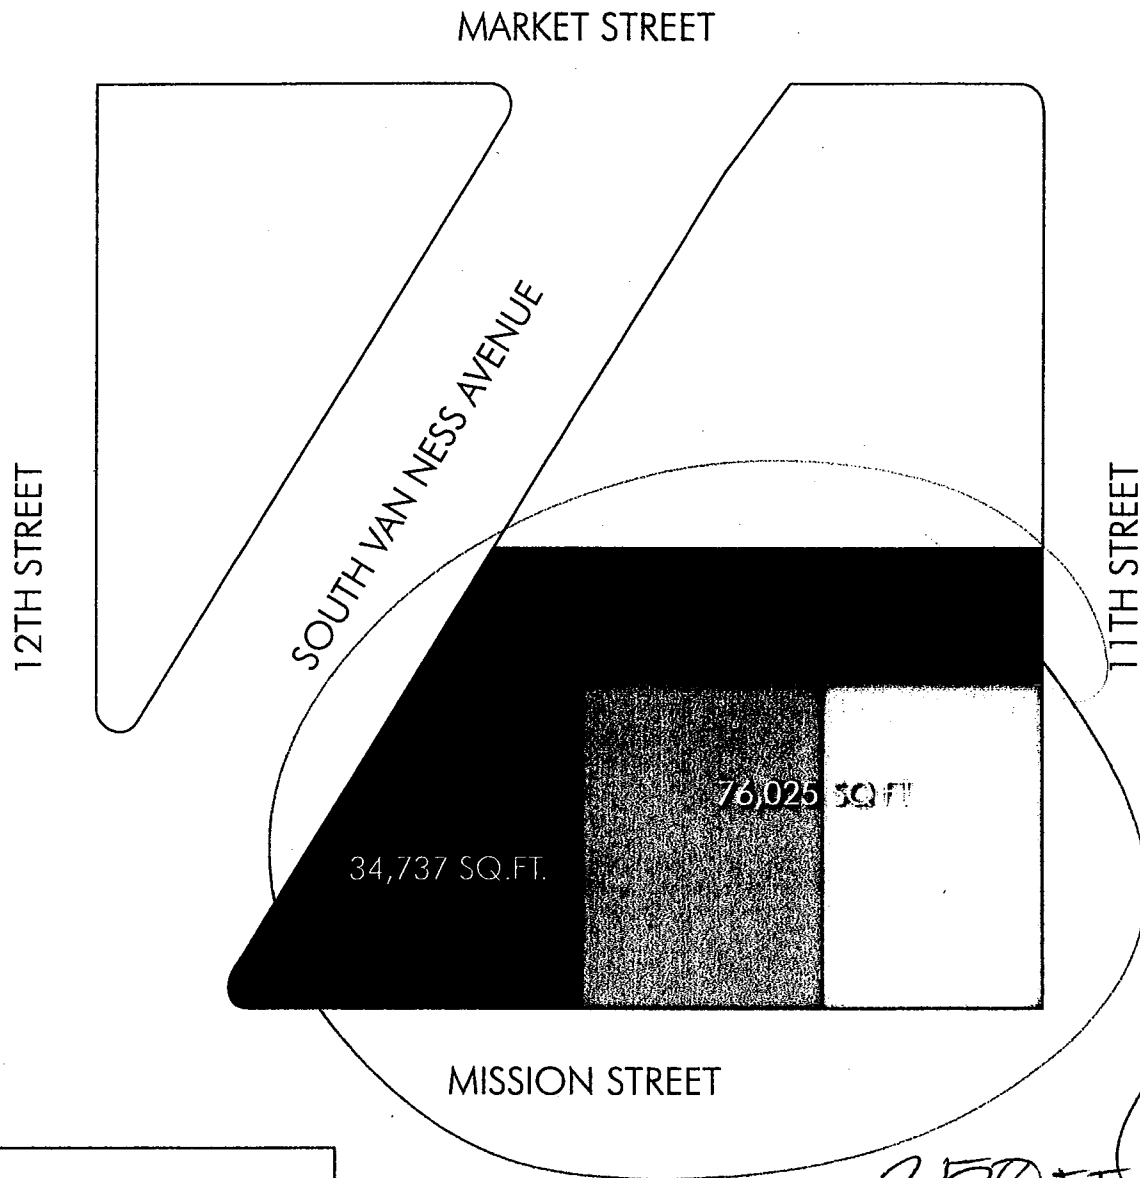 MARKET STREET
SOUTH VAN NESS AVENUE
12TH STREET
11TH STREET
76,025 SQ FT
34,737 SQ.FT.
MISSION STREET